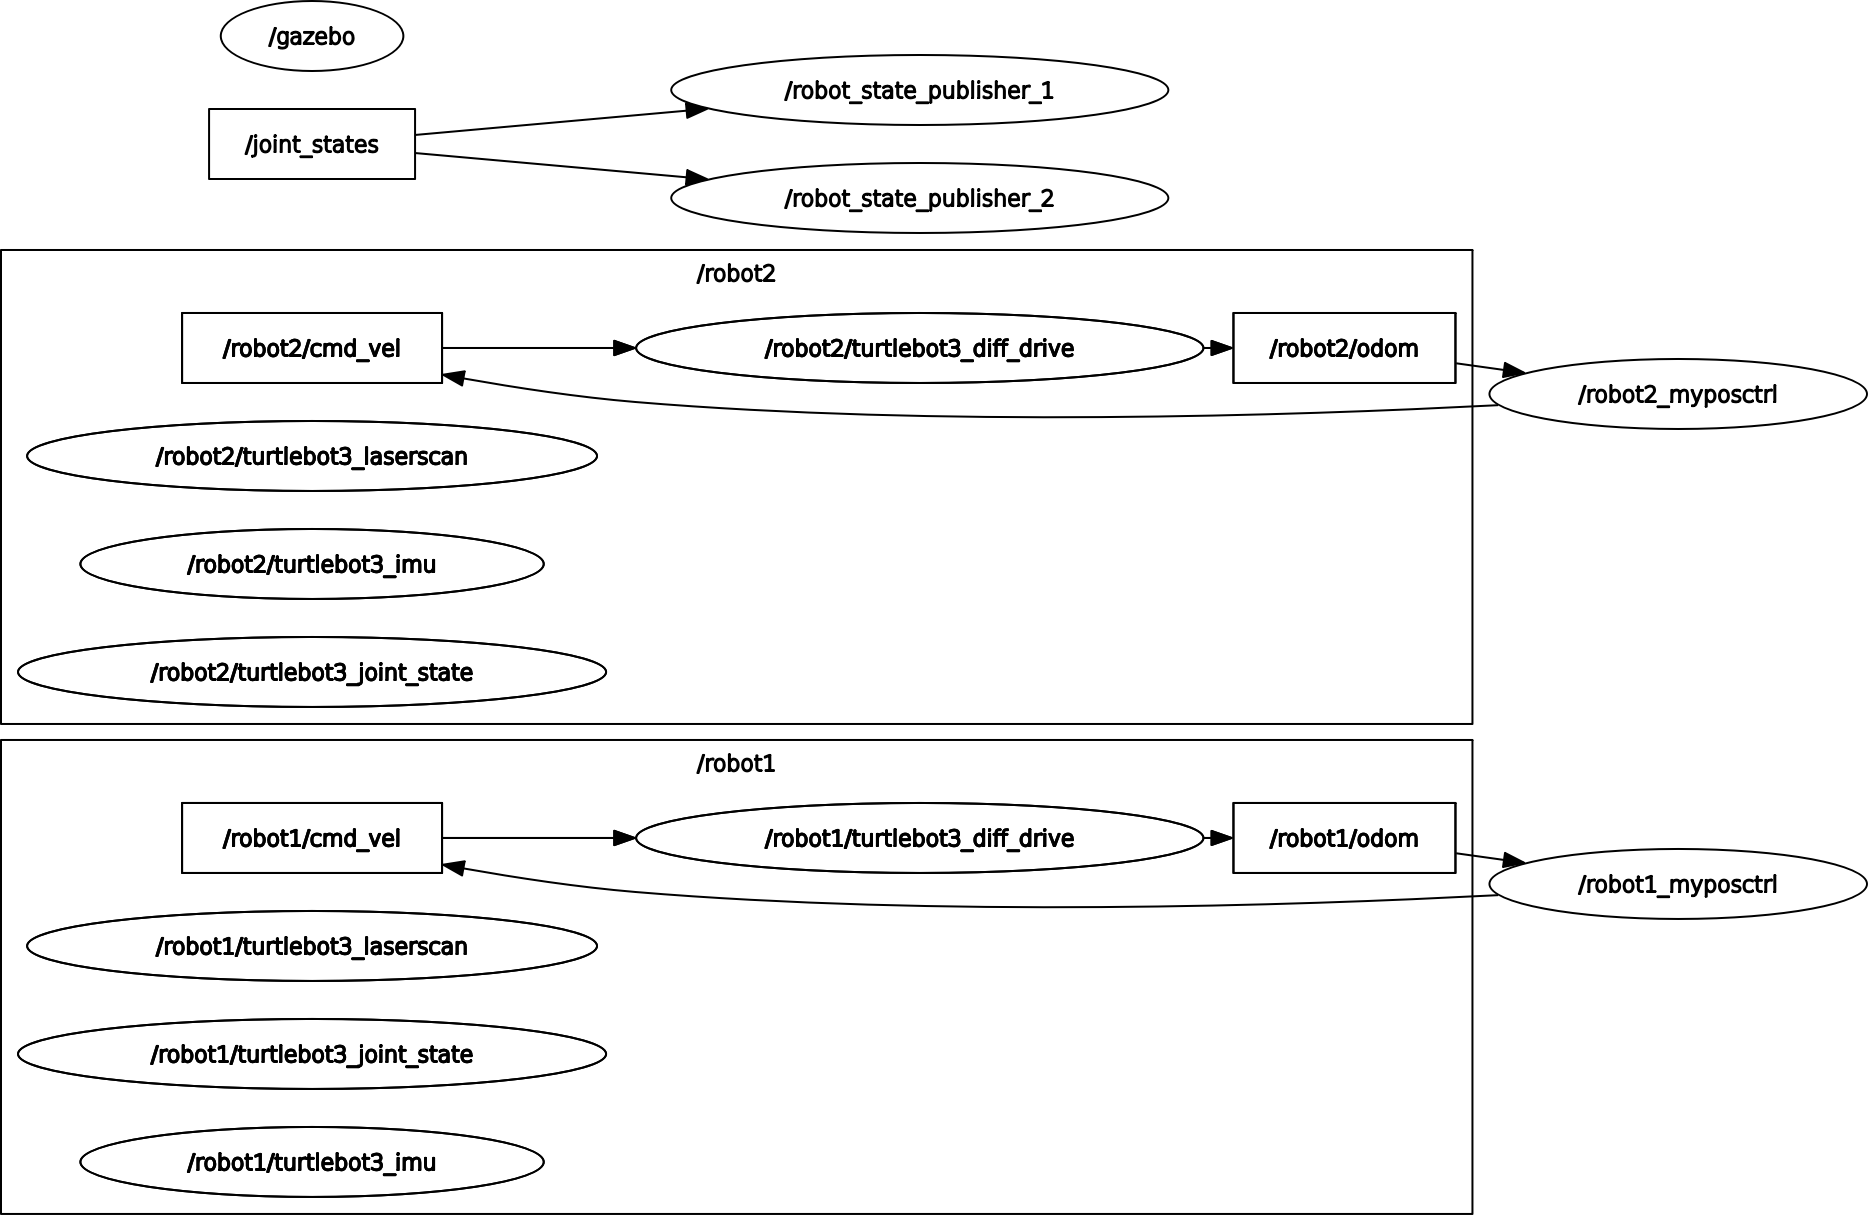 /gazebo
/robot_state_publisher_1
/joint_states
/robot_state_publisher_2
/robot2
/robot2/cmd_vel
/robot2/turtlebot3_diff_drive
/robot2/odom
/robot2_myposctrl
/robot2/turtlebot3_laserscan
/robot2/turtlebot3_imu
/robot2/turtlebot3_joint_state
/robot1
/robot1/cmd_vel
/robot1/turtlebot3_diff_drive
/robot1/odom
/robot1_myposctrl
/robot1/turtlebot3_laserscan
/robot1/turtlebot3_joint_state
/robot1/turtlebot3_imu